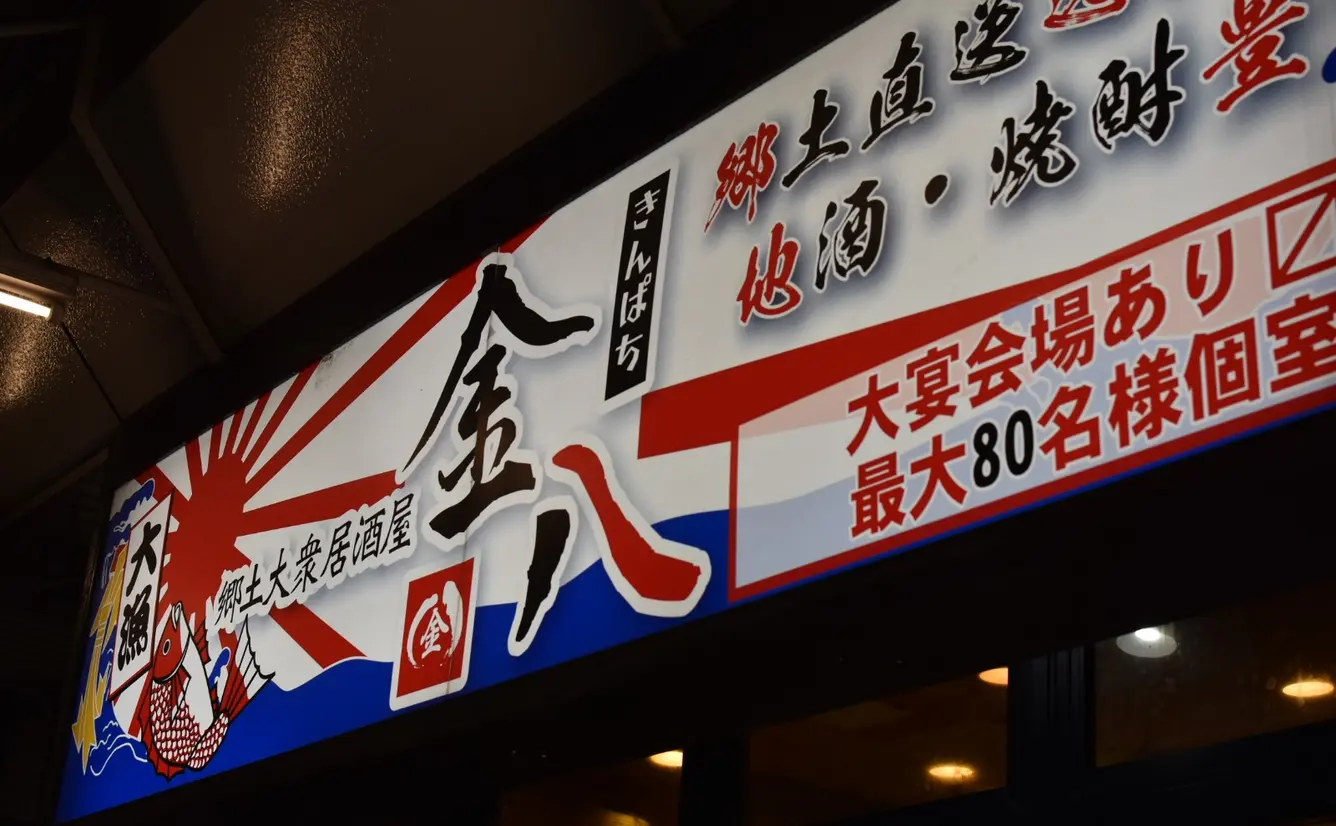 大漁
郷土大衆居酒屋
金八
きんぱち
金
郷土直送
地酒・焼酎豊
大宴会場あり
最大80名様個室